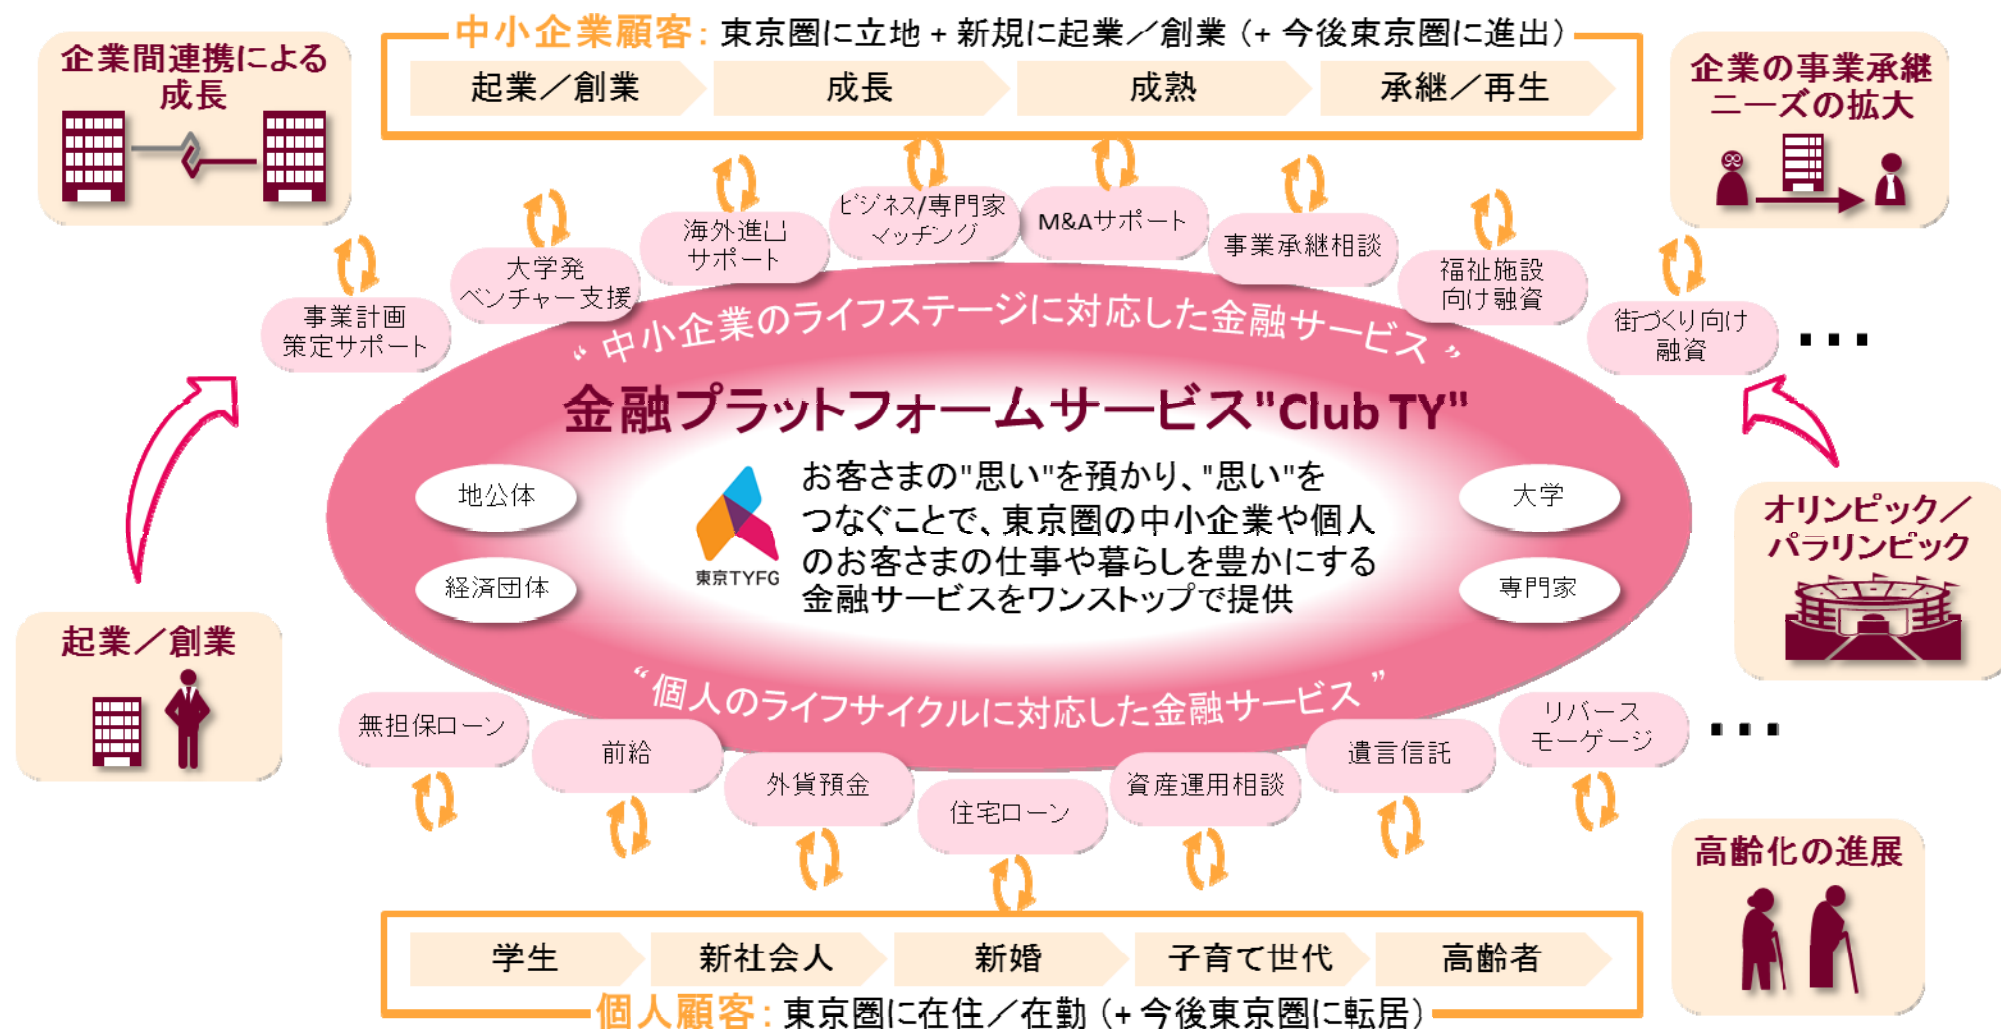 中小企業顧客：東京圏に立地 + 新規に起業／創業（+ 今後東京圏に進出）
起業／創業
成長
成熟
承継／再生
企業間連携による
成長
企業の事業承継
ニーズの拡大
事業計画
策定サポート
大学発
ベンチャー支援
海外進出
サポート
ビジネス/専門家
マッチング
M&Aサポート
事業承継相談
福祉施設
向け融資
街づくり向け
融資
…
“中小企業のライフステージに対応した金融サービス”
金融プラットフォームサービス"Club TY"
地公体
経済団体
東京TYFG
お客さまの"思い"を預かり、"思い"を
つなぐことで、東京圏の中小企業や個人
のお客さまの仕事や暮らしを豊かにする
金融サービスをワンストップで提供
大学
専門家
オリンピック／
パラリンピック
起業／創業
“個人のライフサイクルに対応した金融サービス”
無担保ローン
前給
外貨預金
住宅ローン
資産運用相談
遺言信託
リバース
モーゲージ
…
高齢化の進展
学生
新社会人
新婚
子育て世代
高齢者
個人顧客：東京圏に在住／在勤（+ 今後東京圏に転居）